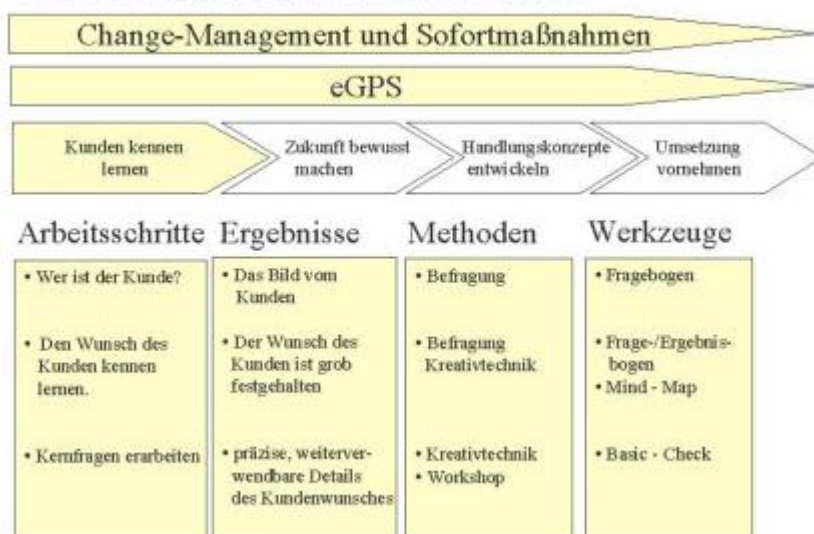 Change-Management und Sofortmaßnahmen
eGPS
Kunden kennen
lernen
Zukunft bewusst
machen
Handlungskonzepte
entwickeln
Umsetzung
vornehmen
Arbeitsschritte
• Wer ist der Kunde?
• Den Wunsch des
Kunden kennen
lernen.
• Kernfragen erarbeiten
Ergebnisse
• Das Bild vom
Kunden
• Der Wunsch des
Kunden ist grob
festgehalten
• präzise, weiterver-
wendbare Details
des Kundenwunsches
Methoden
• Befragung
• Befragung
Kreativtechnik
• Kreativtechnik
• Workshop
Werkzeuge
• Fragebogen
• Frage-/Ergebnis-
bogen
• Mind - Map
• Basic - Check